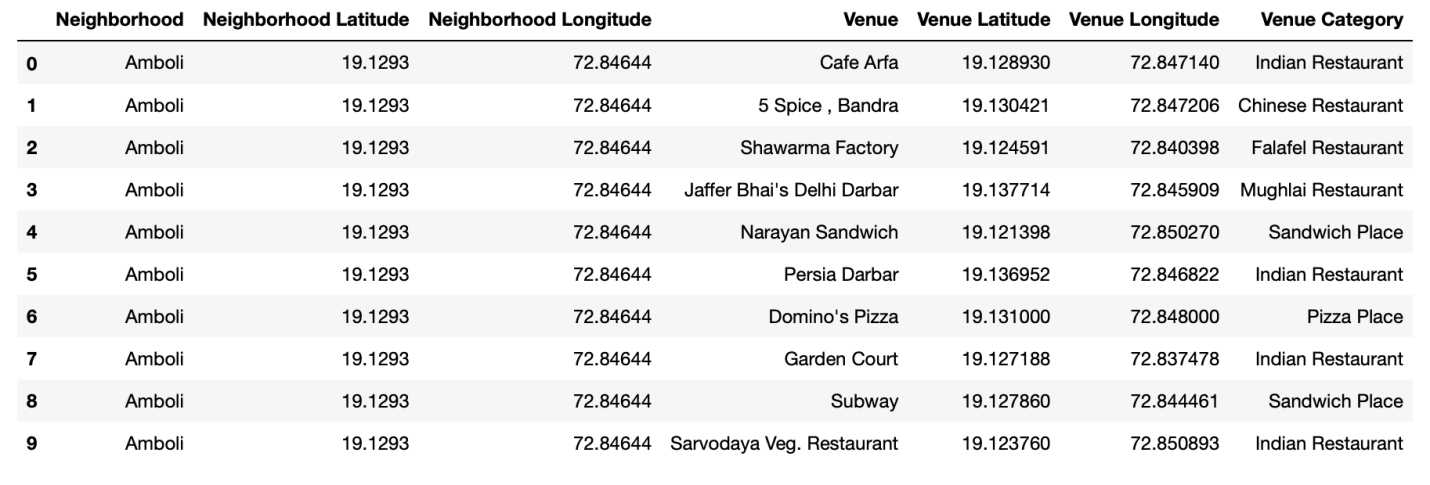 Neighborhood Neighborhood Latitude Neighborhood Longitude Venue Venue Latitude Venue Longitude Venue Category
0 Amboli 19.1293 72.84644 Cafe Arfa 19.128930 72.847140 Indian Restaurant
1 Amboli 19.1293 72.84644 5 Spice , Bandra 19.130421 72.847206 Chinese Restaurant
2 Amboli 19.1293 72.84644 Shawarma Factory 19.124591 72.840398 Falafel Restaurant
3 Amboli 19.1293 72.84644 Jaffer Bhai's Delhi Darbar 19.137714 72.845909 Mughlai Restaurant
4 Amboli 19.1293 72.84644 Narayan Sandwich 19.121398 72.850270 Sandwich Place
5 Amboli 19.1293 72.84644 Persia Darbar 19.136952 72.846822 Indian Restaurant
6 Amboli 19.1293 72.84644 Domino's Pizza 19.131000 72.848000 Pizza Place
7 Amboli 19.1293 72.84644 Garden Court 19.127188 72.837478 Indian Restaurant
8 Amboli 19.1293 72.84644 Subway 19.127860 72.844461 Sandwich Place
9 Amboli 19.1293 72.84644 Sarvodaya Veg. Restaurant 19.123760 72.850893 Indian Restaurant